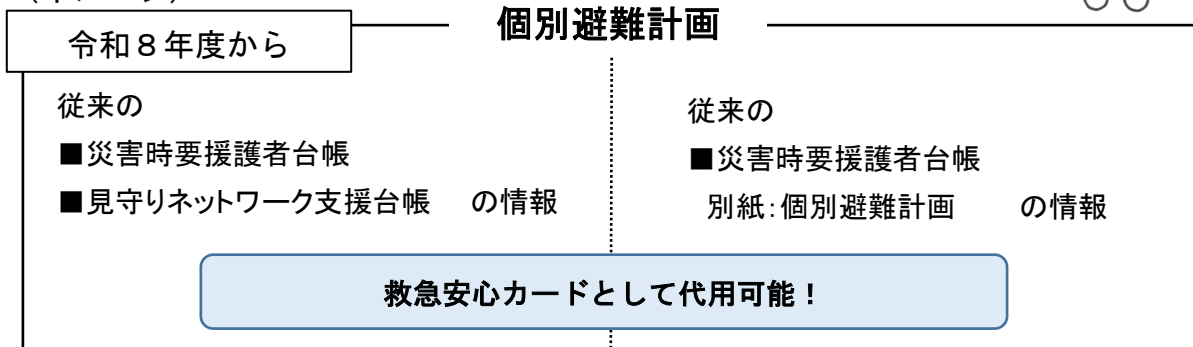 個別避難計画
令和８年度から
従来の
■災害時要援護者台帳
■見守りネットワーク支援台帳　の情報
従来の
■災害時要援護者台帳
別紙：個別避難計画　の情報
救急安心カードとして代用可能！